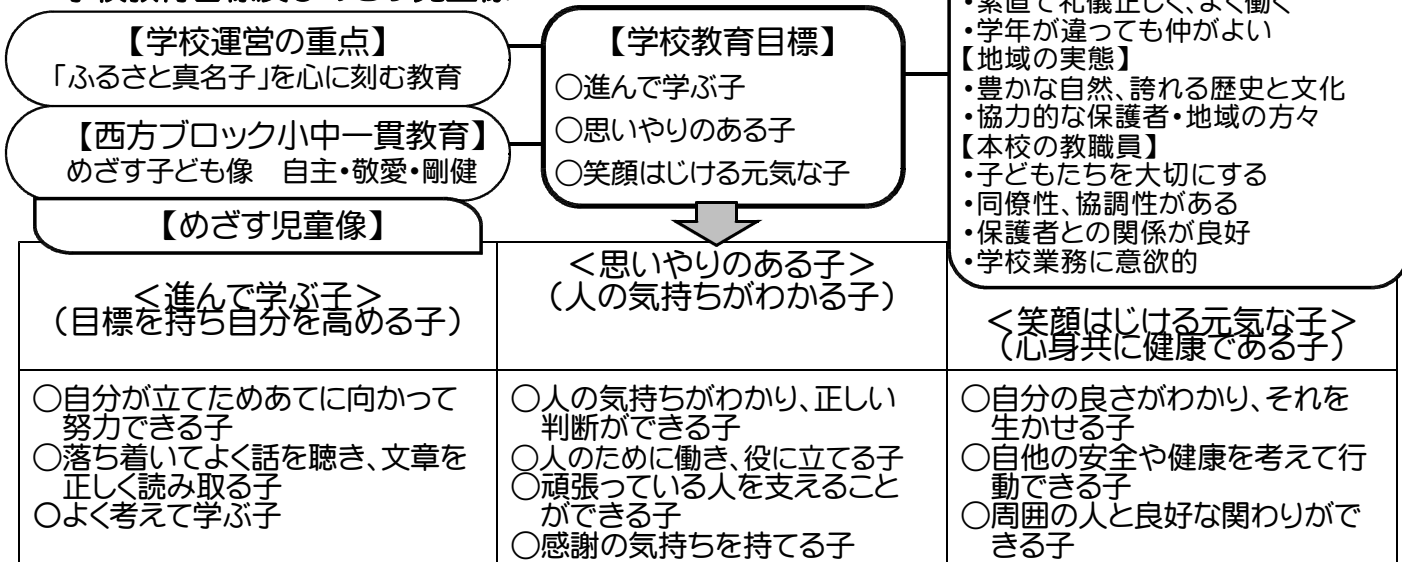 【学校運営の重点】
「ふるさと真名子」を心に刻む教育
【西方ブロック小中一貫教育】
めざす子ども像　自主・敬愛・剛健
【めざす児童像】
【学校教育目標】
○進んで学ぶ子
○思いやりのある子
○笑顔はじける元気な子
・素直で礼儀正しく、よく働く
・学年が違っても仲がよい
【地域の実態】
・豊かな自然、誇れる歴史と文化
・協力的な保護者・地域の方々
【本校の教職員】
・子どもたちを大切にする
・同僚性、協調性がある
・保護者との関係が良好
・学校業務に意欲的
＜進んで学ぶ子＞
（目標を持ち自分を高める子）
＜思いやりのある子＞
（人の気持ちがわかる子）
＜笑顔はじける元気な子＞
（心身共に健康である子）
○自分が立てためあてに向かって
努力できる子
○落ち着いてよく話を聴き、文章を
正しく読み取る子
○よく考えて学ぶ子
○人の気持ちがわかり、正しい
判断ができる子
○人のために働き、役に立てる子
○頑張っている人を支えること
ができる子
○感謝の気持ちを持てる子
○自分の良さがわかり、それを
生かせる子
○自他の安全や健康を考えて行
動できる子
○周囲の人と良好な関わりがで
きる子